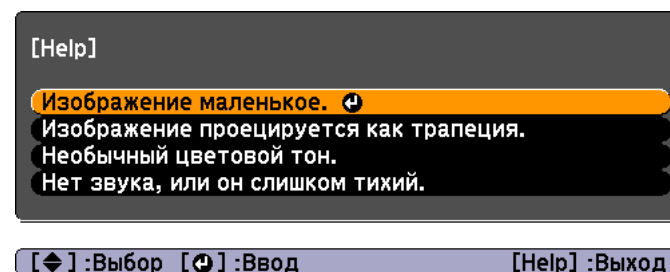 [Help]
Изображение маленькое.
Изображение проецируется как трапеция.
Необычный цветовой тон.
Нет звука, или он слишком тихий.
[◆] :Выбор [⏎] :Ввод [Help] :Выход